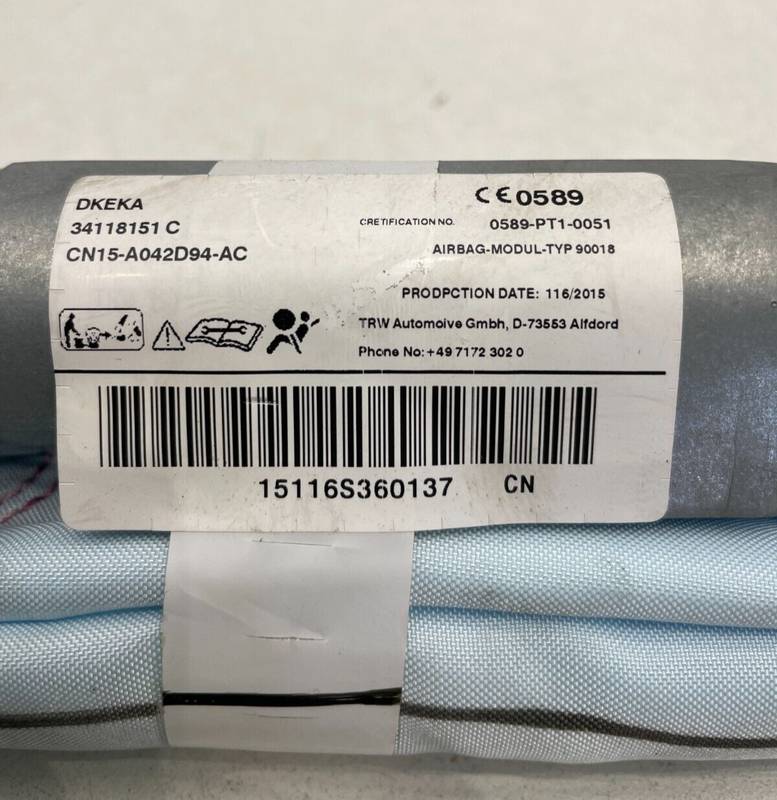 DKEKA
34118151 C
CN15-A042D94-AC
CE0589
CRETIFICATION NO. 0589-PT1-0051
AIRBAG-MODUL-TYP 90018
PRODPCTION DATE: 116/2015
TRW Automoive Gmbh, D-73553 Alfdord
Phone No: +49 7172 302 0
15116S360137 CN